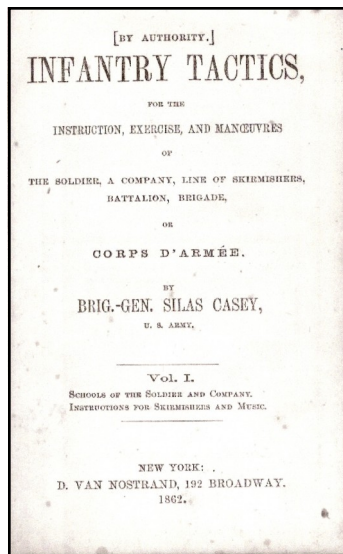 [BY AUTHORITY.]
INFANTRY TACTICS,
FOR THE
INSTRUCTION, EXERCISE, AND MANŒUVRES
OF
THE SOLDIER, A COMPANY, LINE OF SKIRMISHERS,
BATTALION, BRIGADE,
OR
CORPS D'ARMÉE.
BY
BRIG.-GEN. SILAS CASEY,
U. S. ARMY.
Vol. I.
Schools of the Soldier and Company.
Instructions for Skirmishers and Music.
NEW YORK:
D. VAN NOSTRAND, 192 BROADWAY.
1862.